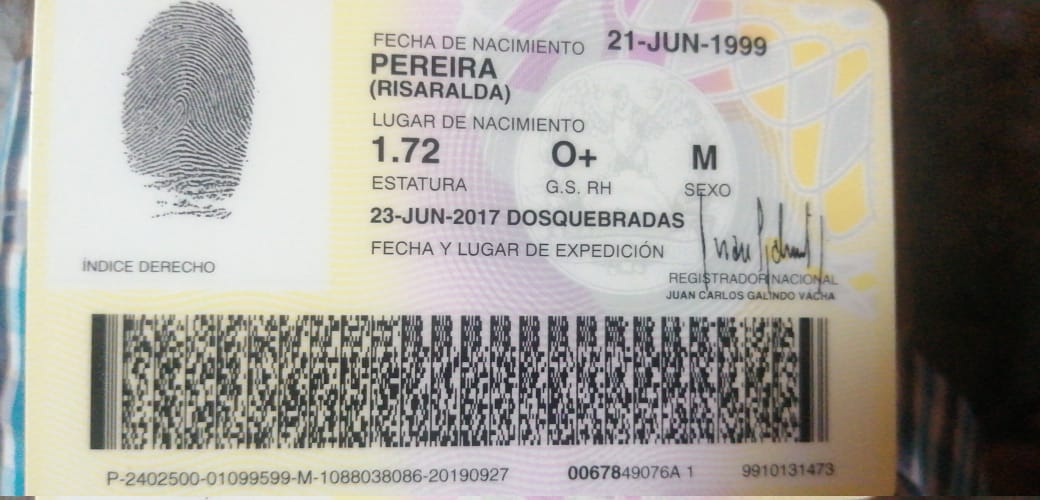 FECHA DE NACIMIENTO 21-JUN-1999
PEREIRA
(RISARALDA)
LUGAR DE NACIMIENTO
1.72 O+ M
ESTATURA G.S. RH SEXO
23-JUN-2017 DOSQUEBRADAS
FECHA Y LUGAR DE EXPEDICIÓN
ÍNDICE DERECHO
REGISTRADOR NACIONAL
JUAN CARLOS GALINDO VACHA
P-2402500-01099599-M-1088038086-20190927 0067849076A 1 9910131473